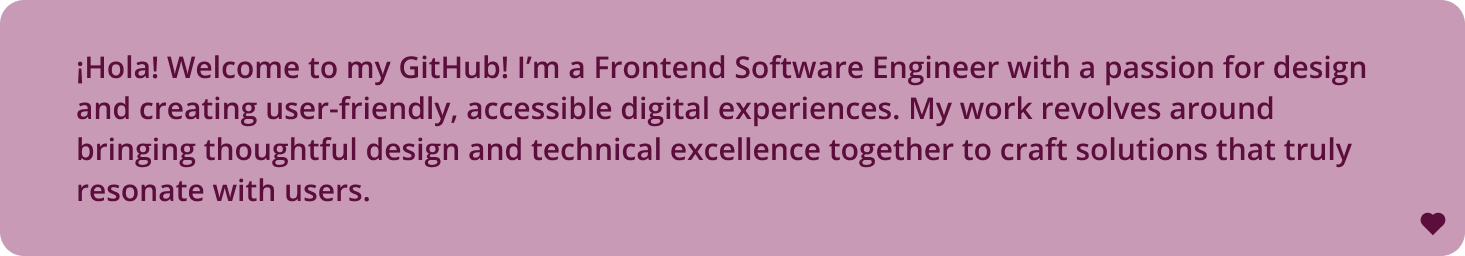 ¡Hola! Welcome to my GitHub! I’m a Frontend Software Engineer with a passion for design
and creating user-friendly, accessible digital experiences. My work revolves around
bringing thoughtful design and technical excellence together to craft solutions that truly
resonate with users.